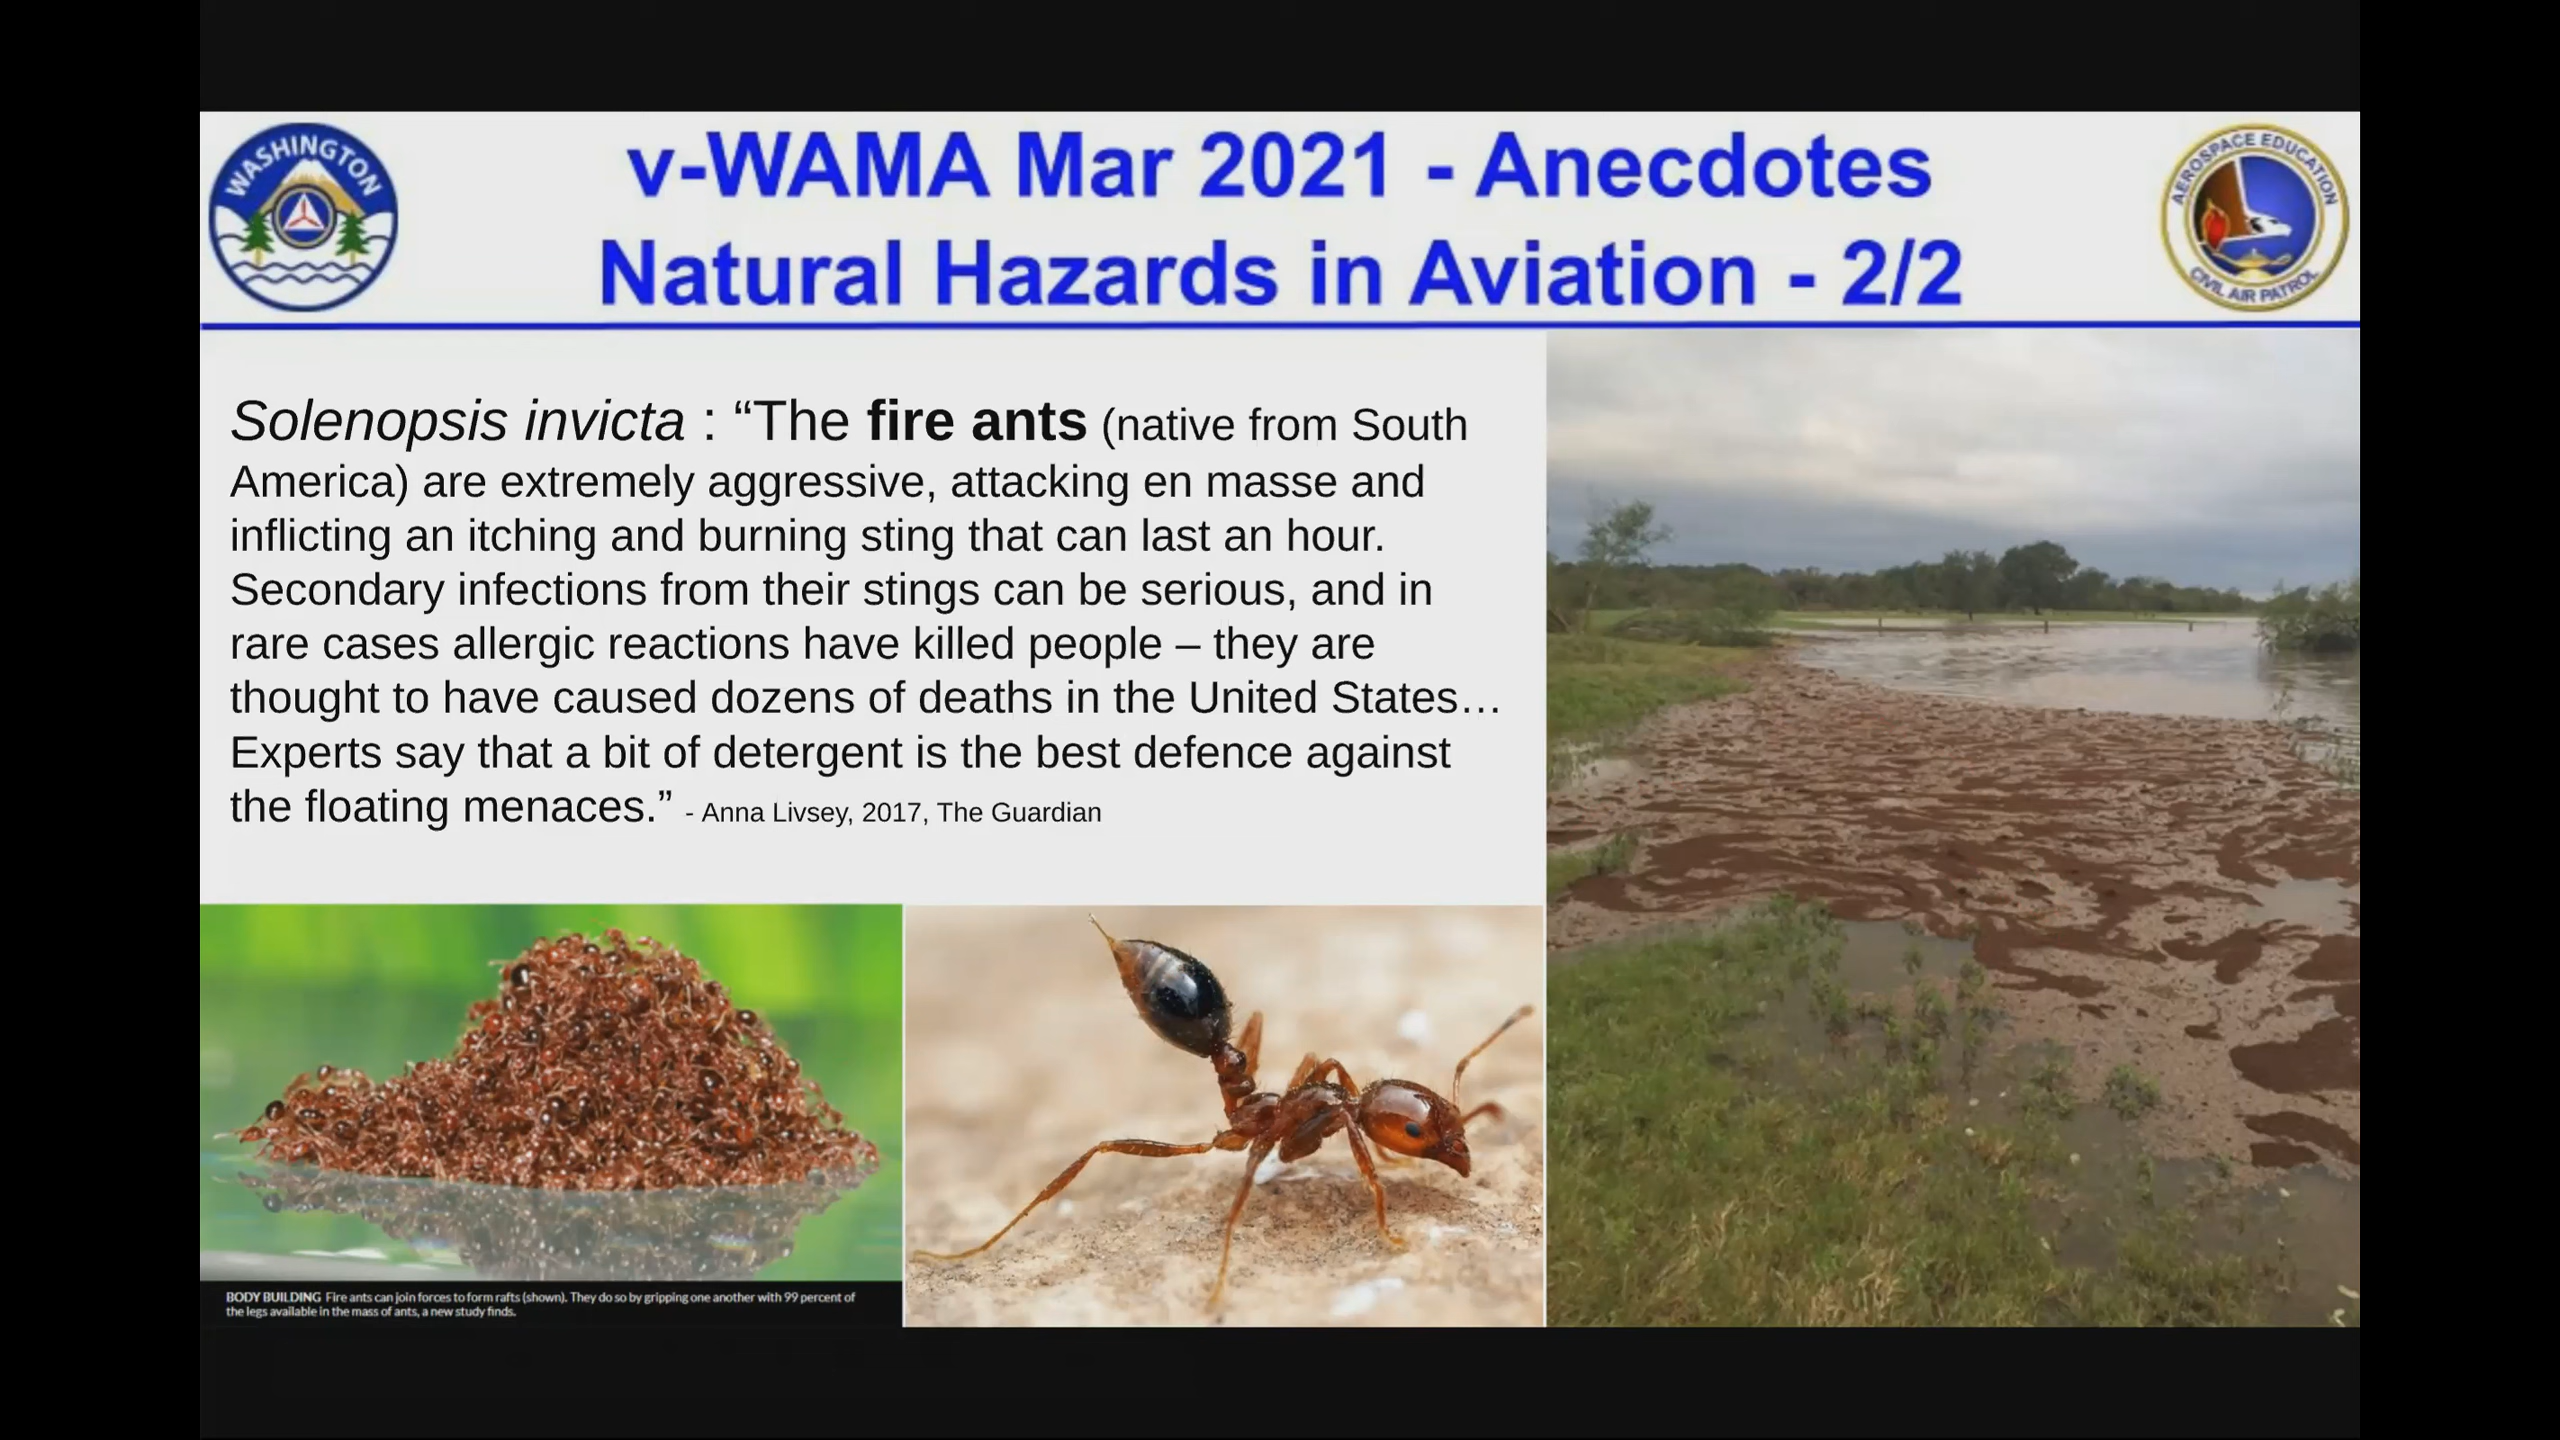 WASHINGTON
v-WAMA Mar 2021 - Anecdotes
Natural Hazards in Aviation - 2/2
AEROSPACE EDUCATION
CIVIL AIR PATROL
Solenopsis invicta : “The fire ants (native from South
America) are extremely aggressive, attacking en masse and
inflicting an itching and burning sting that can last an hour.
Secondary infections from their stings can be serious, and in
rare cases allergic reactions have killed people – they are
thought to have caused dozens of deaths in the United States…
Experts say that a bit of detergent is the best defence against
the floating menaces.” - Anna Livsey, 2017, The Guardian
BODY BUILDING Fire ants can join forces to form rafts (shown). They do so by gripping one another with 99 percent of
the legs available in the mass of ants, a new study finds.